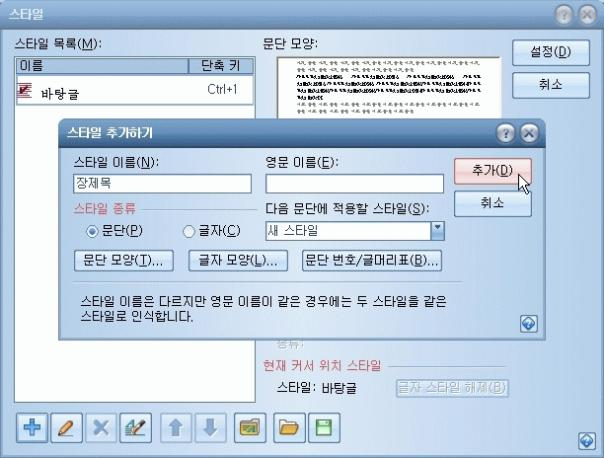 스타일
스타일 목록(M):
문단 모양:
설정(D)
이름
단축 키
취소
바탕글
Ctrl+1
스타일 추가하기
스타일 이름(N):
영문 이름(E):
추가(D)
장제목
취소
스타일 종류
다음 문단에 적용할 스타일(S):
문단(P)
글자(C)
새 스타일
문단 모양(T)...
글자 모양(L)...
문단 번호/글머리표(B)...
스타일 이름은 다르지만 영문 이름이 같은 경우에는 두 스타일을 같은
스타일로 인식합니다.
종류:
현재 커서 위치 스타일
스타일: 바탕글
글자 스타일 해제(B)